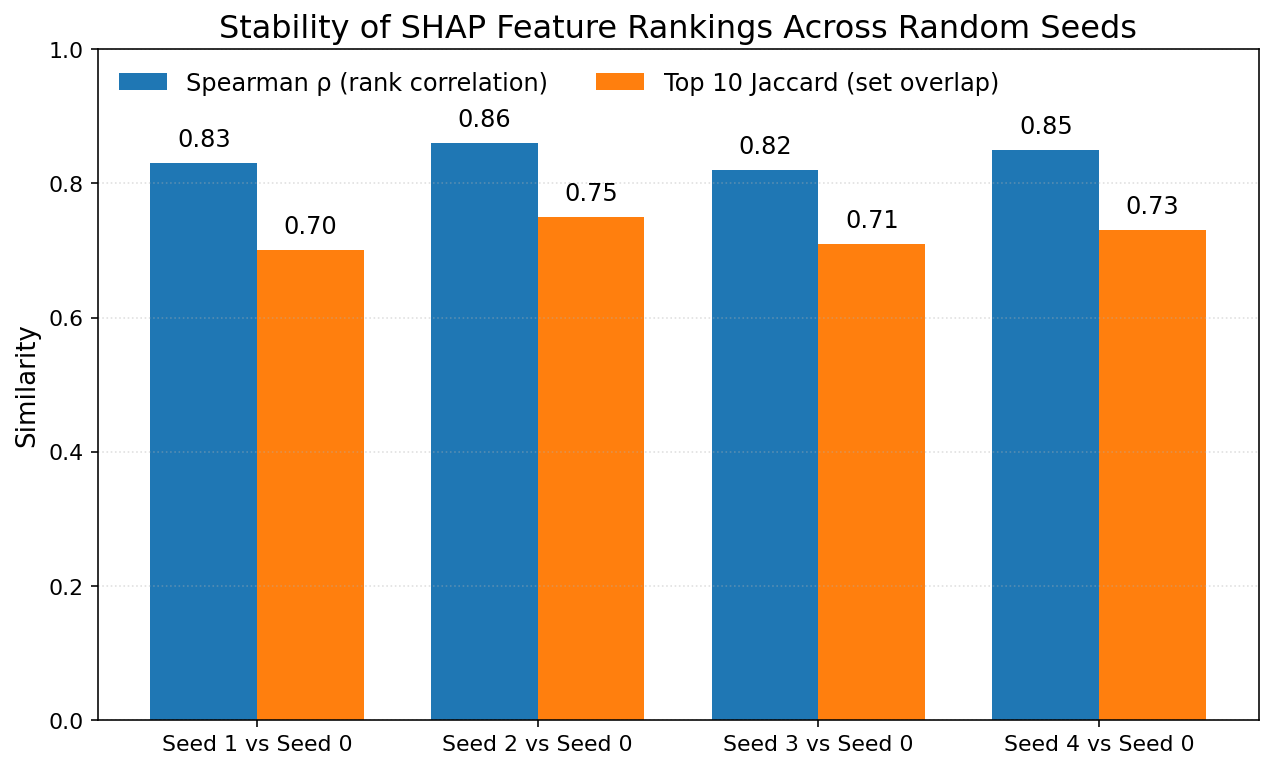 Stability of SHAP Feature Rankings Across Random Seeds
1.0
0.8
0.6
0.4
0.2
0.0
Similarity
Spearman ρ (rank correlation)
Top 10 Jaccard (set overlap)
0.83
0.70
0.86
0.75
0.82
0.71
0.85
0.73
Seed 1 vs Seed 0
Seed 2 vs Seed 0
Seed 3 vs Seed 0
Seed 4 vs Seed 0